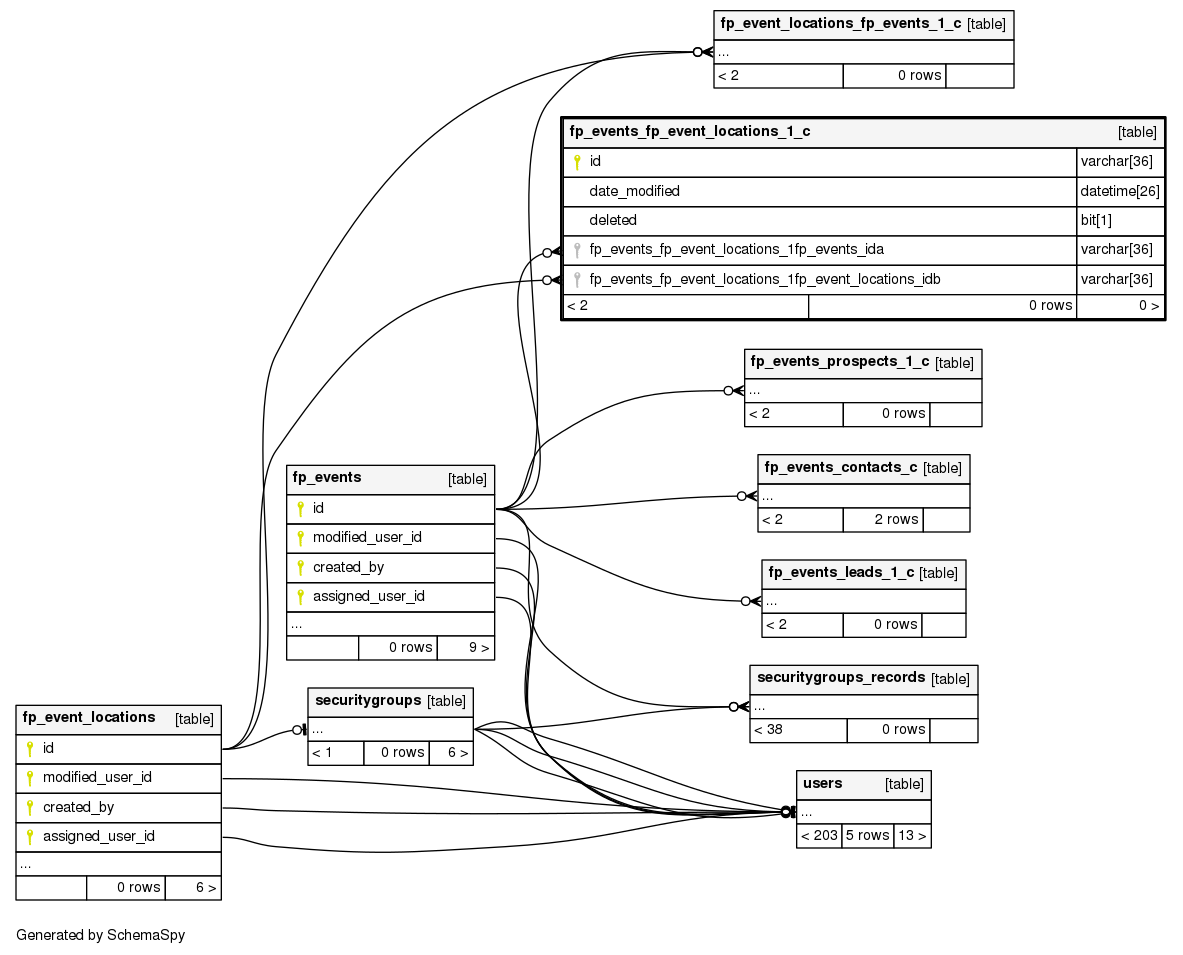 fp_event_locations_fp_events_1_c [table]
...
< 2 0 rows
fp_events_fp_event_locations_1_c [table]
id varchar[36]
date_modified datetime[26]
deleted bit[1]
fp_events_fp_event_locations_1fp_events_ida varchar[36]
fp_events_fp_event_locations_1fp_event_locations_idb varchar[36]
< 2 0 rows 0 >
fp_events_prospects_1_c [table]
...
< 2 0 rows
fp_events_contacts_c [table]
...
< 2 2 rows
fp_events [table]
id
modified_user_id
created_by
assigned_user_id
...
0 rows 9 >
fp_events_leads_1_c [table]
...
< 2 0 rows
securitygroups_records [table]
...
< 38 0 rows
securitygroups [table]
...
< 1 0 rows 6 >
fp_event_locations [table]
id
modified_user_id
created_by
assigned_user_id
...
0 rows 6 >
users [table]
...
< 203 5 rows 13 >
Generated by SchemaSpy